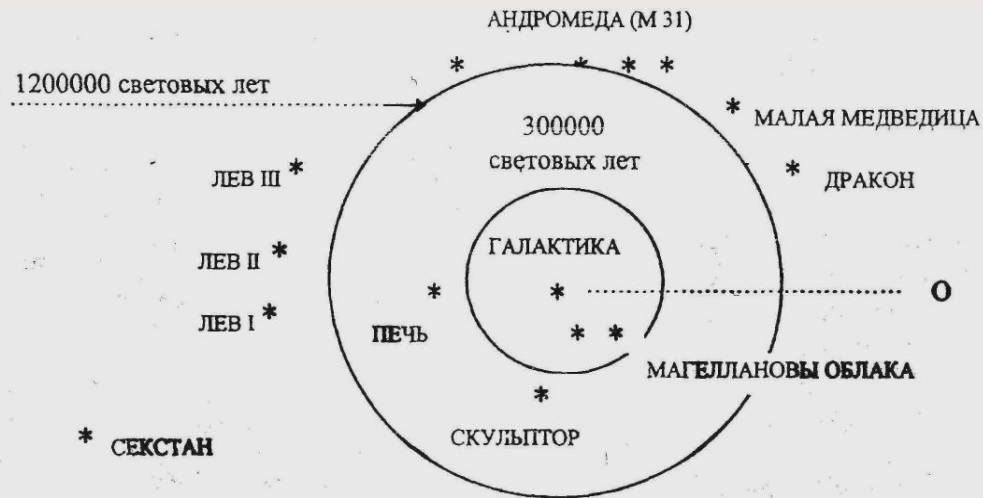 АНДРОМЕДА (М 31)
1200000 световых лет
300000
световых лет
МАЛАЯ МЕДВЕДИЦА
ЛЕВ III
ДРАКОН
ГАЛАКТИКА
ЛЕВ II
О
ЛЕВ I
ПЕЧЬ
МАГЕЛЛАНОВЫ ОБЛАКА
СКУЛЬПТОР
СЕКСТАН